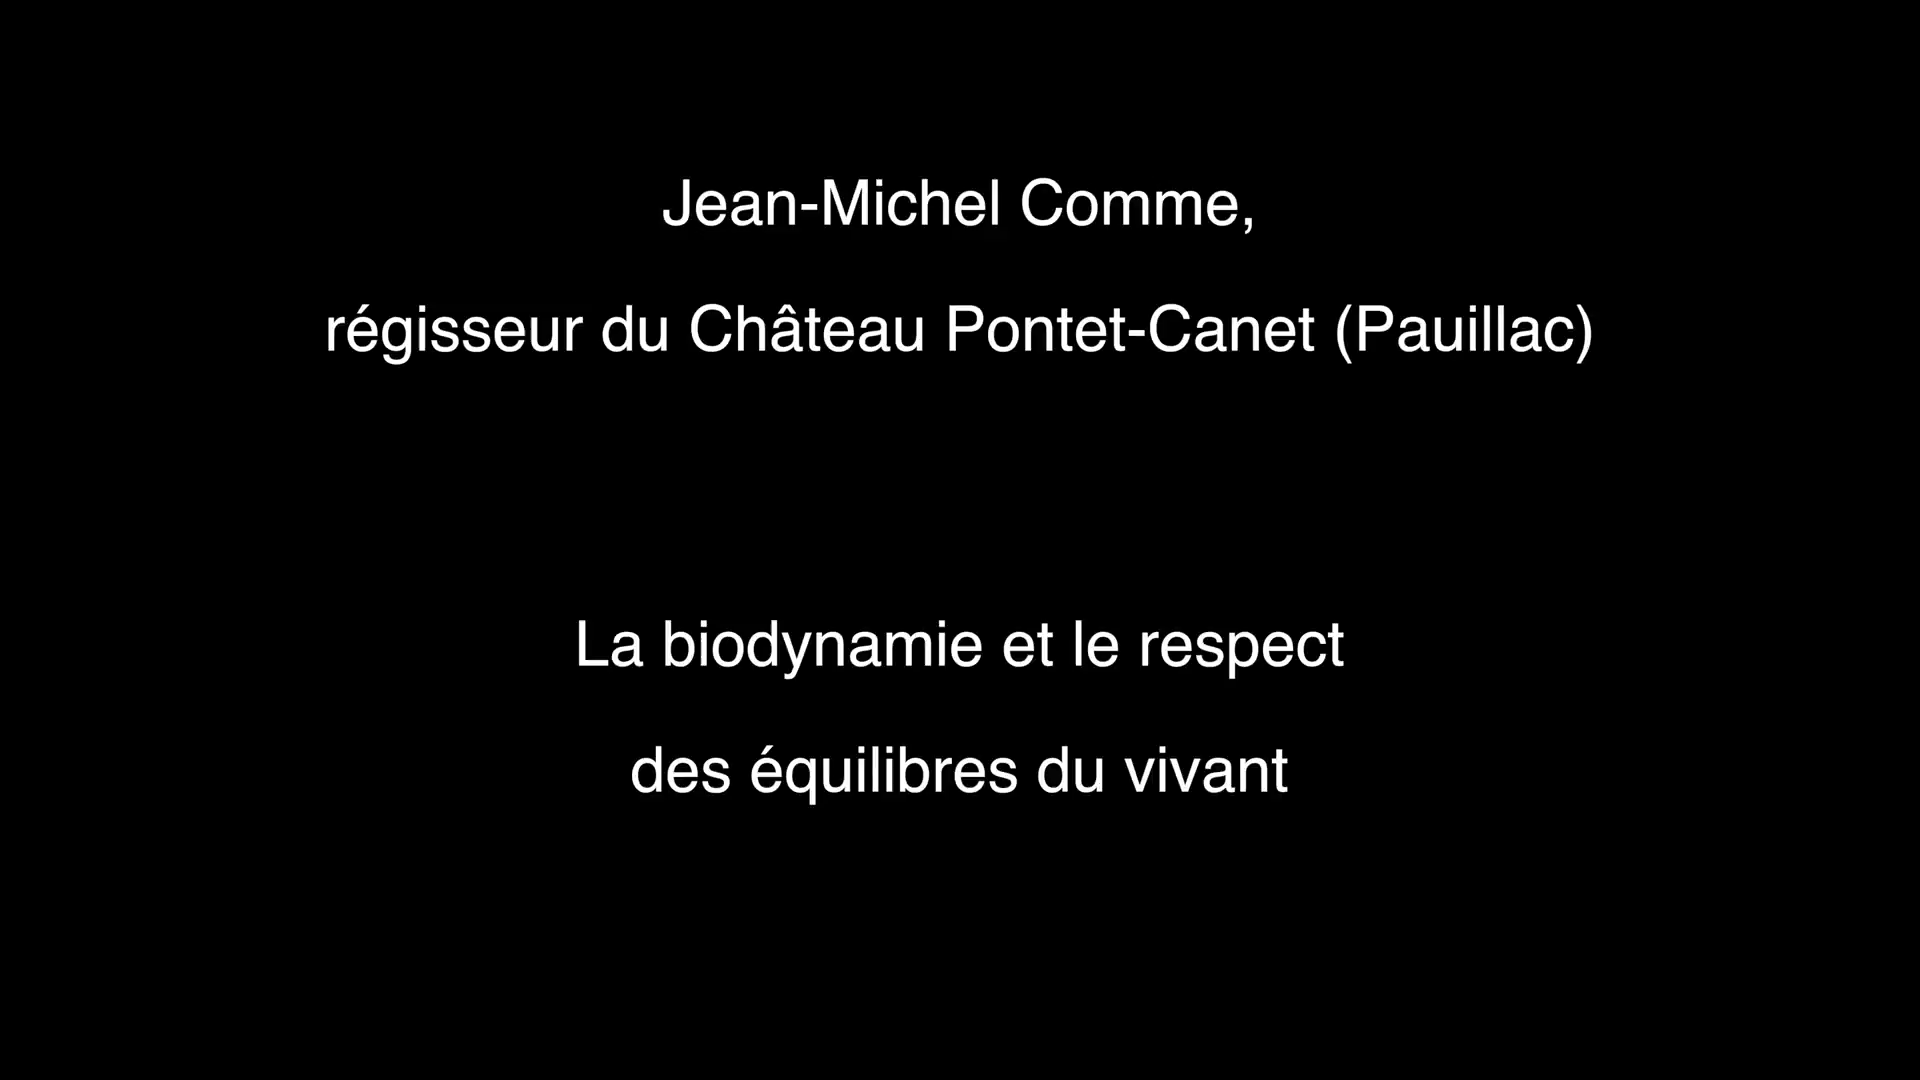 Jean-Michel Comme,
régisseur du Château Pontet-Canet (Pauillac)
La biodynamie et le respect
des équilibres du vivant